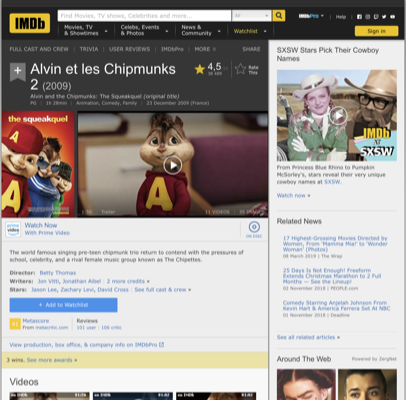 IMDb
Find Movies, TV shows, Celebrities and more...
All
Movies, TV
& Showtimes
Celebs, Events
& Photos
News &
Community
Watchlist
IMDbPro
Help
Sign in
FULL CAST AND CREW | TRIVIA | USER REVIEWS | IMDbPro | MORE
SHARE
Alvin et les Chipmunks
2 (2009)
4,5
Rate
This
Alvin and the Chipmunks: The Squeakquel (original title)
PG | 1h 28min | Animation, Comedy, Family | 23 December 2009 (France)
the squeakquel
Trailer
11 VIDEOS
prime
video
Watch Now
With Prime Video
ON DISC
The world famous singing pre-teen chipmunk trio return to contend with the pressures of
school, celebrity, and a rival female music group known as The Chipettes.
Director: Betty Thomas
Writers: Jon Vitti, Jonathan Aibel | 2 more credits »
Stars: Jason Lee, Zachary Levi, David Cross | See full cast & crew »
+ Add to Watchlist
41
Metascore
From metacritic.com
Reviews
101 user | 106 critic
View production, box office, & company info on IMDbPro
3 wins. See more awards »
Videos
SXSW Stars Pick Their Cowboy
Names
IMDb
at
SXSW
From Princess Blue Rhino to Pumpkin
McSorley's, stars reveal their very unique
cowboy names at SXSW.
Watch now »
Related News
17 Highest-Grossing Movies Directed by
Women, From 'Mamma Mia!' to 'Wonder
Woman' (Photos)
08 March 2019 | The Wrap
25 Days Is Not Enough! Freeform
Extends Christmas Marathon to 2 Full
Months — See the Lineup!
02 November 2018 | PEOPLE.com
Comedy Starring Anjelah Johnson From
Kevin Hart & America Ferrera Set At NBC
01 November 2018 | Deadline
See all related articles »
Around The Web
Powered by ZergNet